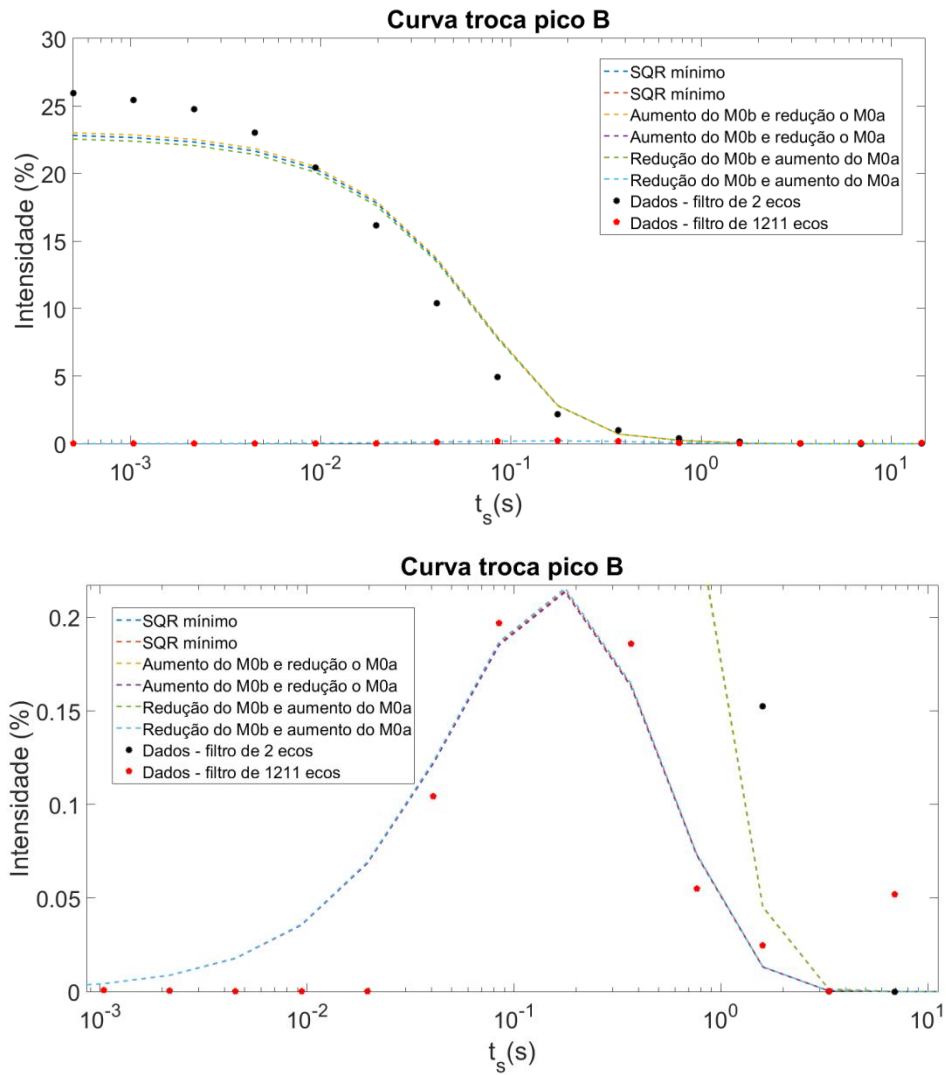 Curva troca pico B
30
25
20
15
10
5
0
Intensidade (%)
SQR mínimo
SQR mínimo
Aumento do M0b e redução o M0a
Aumento do M0b e redução o M0a
Redução do M0b e aumento do M0a
Redução do M0b e aumento do M0a
Dados - filtro de 2 ecos
Dados - filtro de 1211 ecos
10⁻³ 10⁻² 10⁻¹ 10⁰ 10¹
tₛ(s)
Curva troca pico B
0.2
0.15
0.1
0.05
0
Intensidade (%)
SQR mínimo
SQR mínimo
Aumento do M0b e redução o M0a
Aumento do M0b e redução o M0a
Redução do M0b e aumento do M0a
Redução do M0b e aumento do M0a
Dados - filtro de 2 ecos
Dados - filtro de 1211 ecos
10⁻³ 10⁻² 10⁻¹ 10⁰ 10¹
tₛ(s)